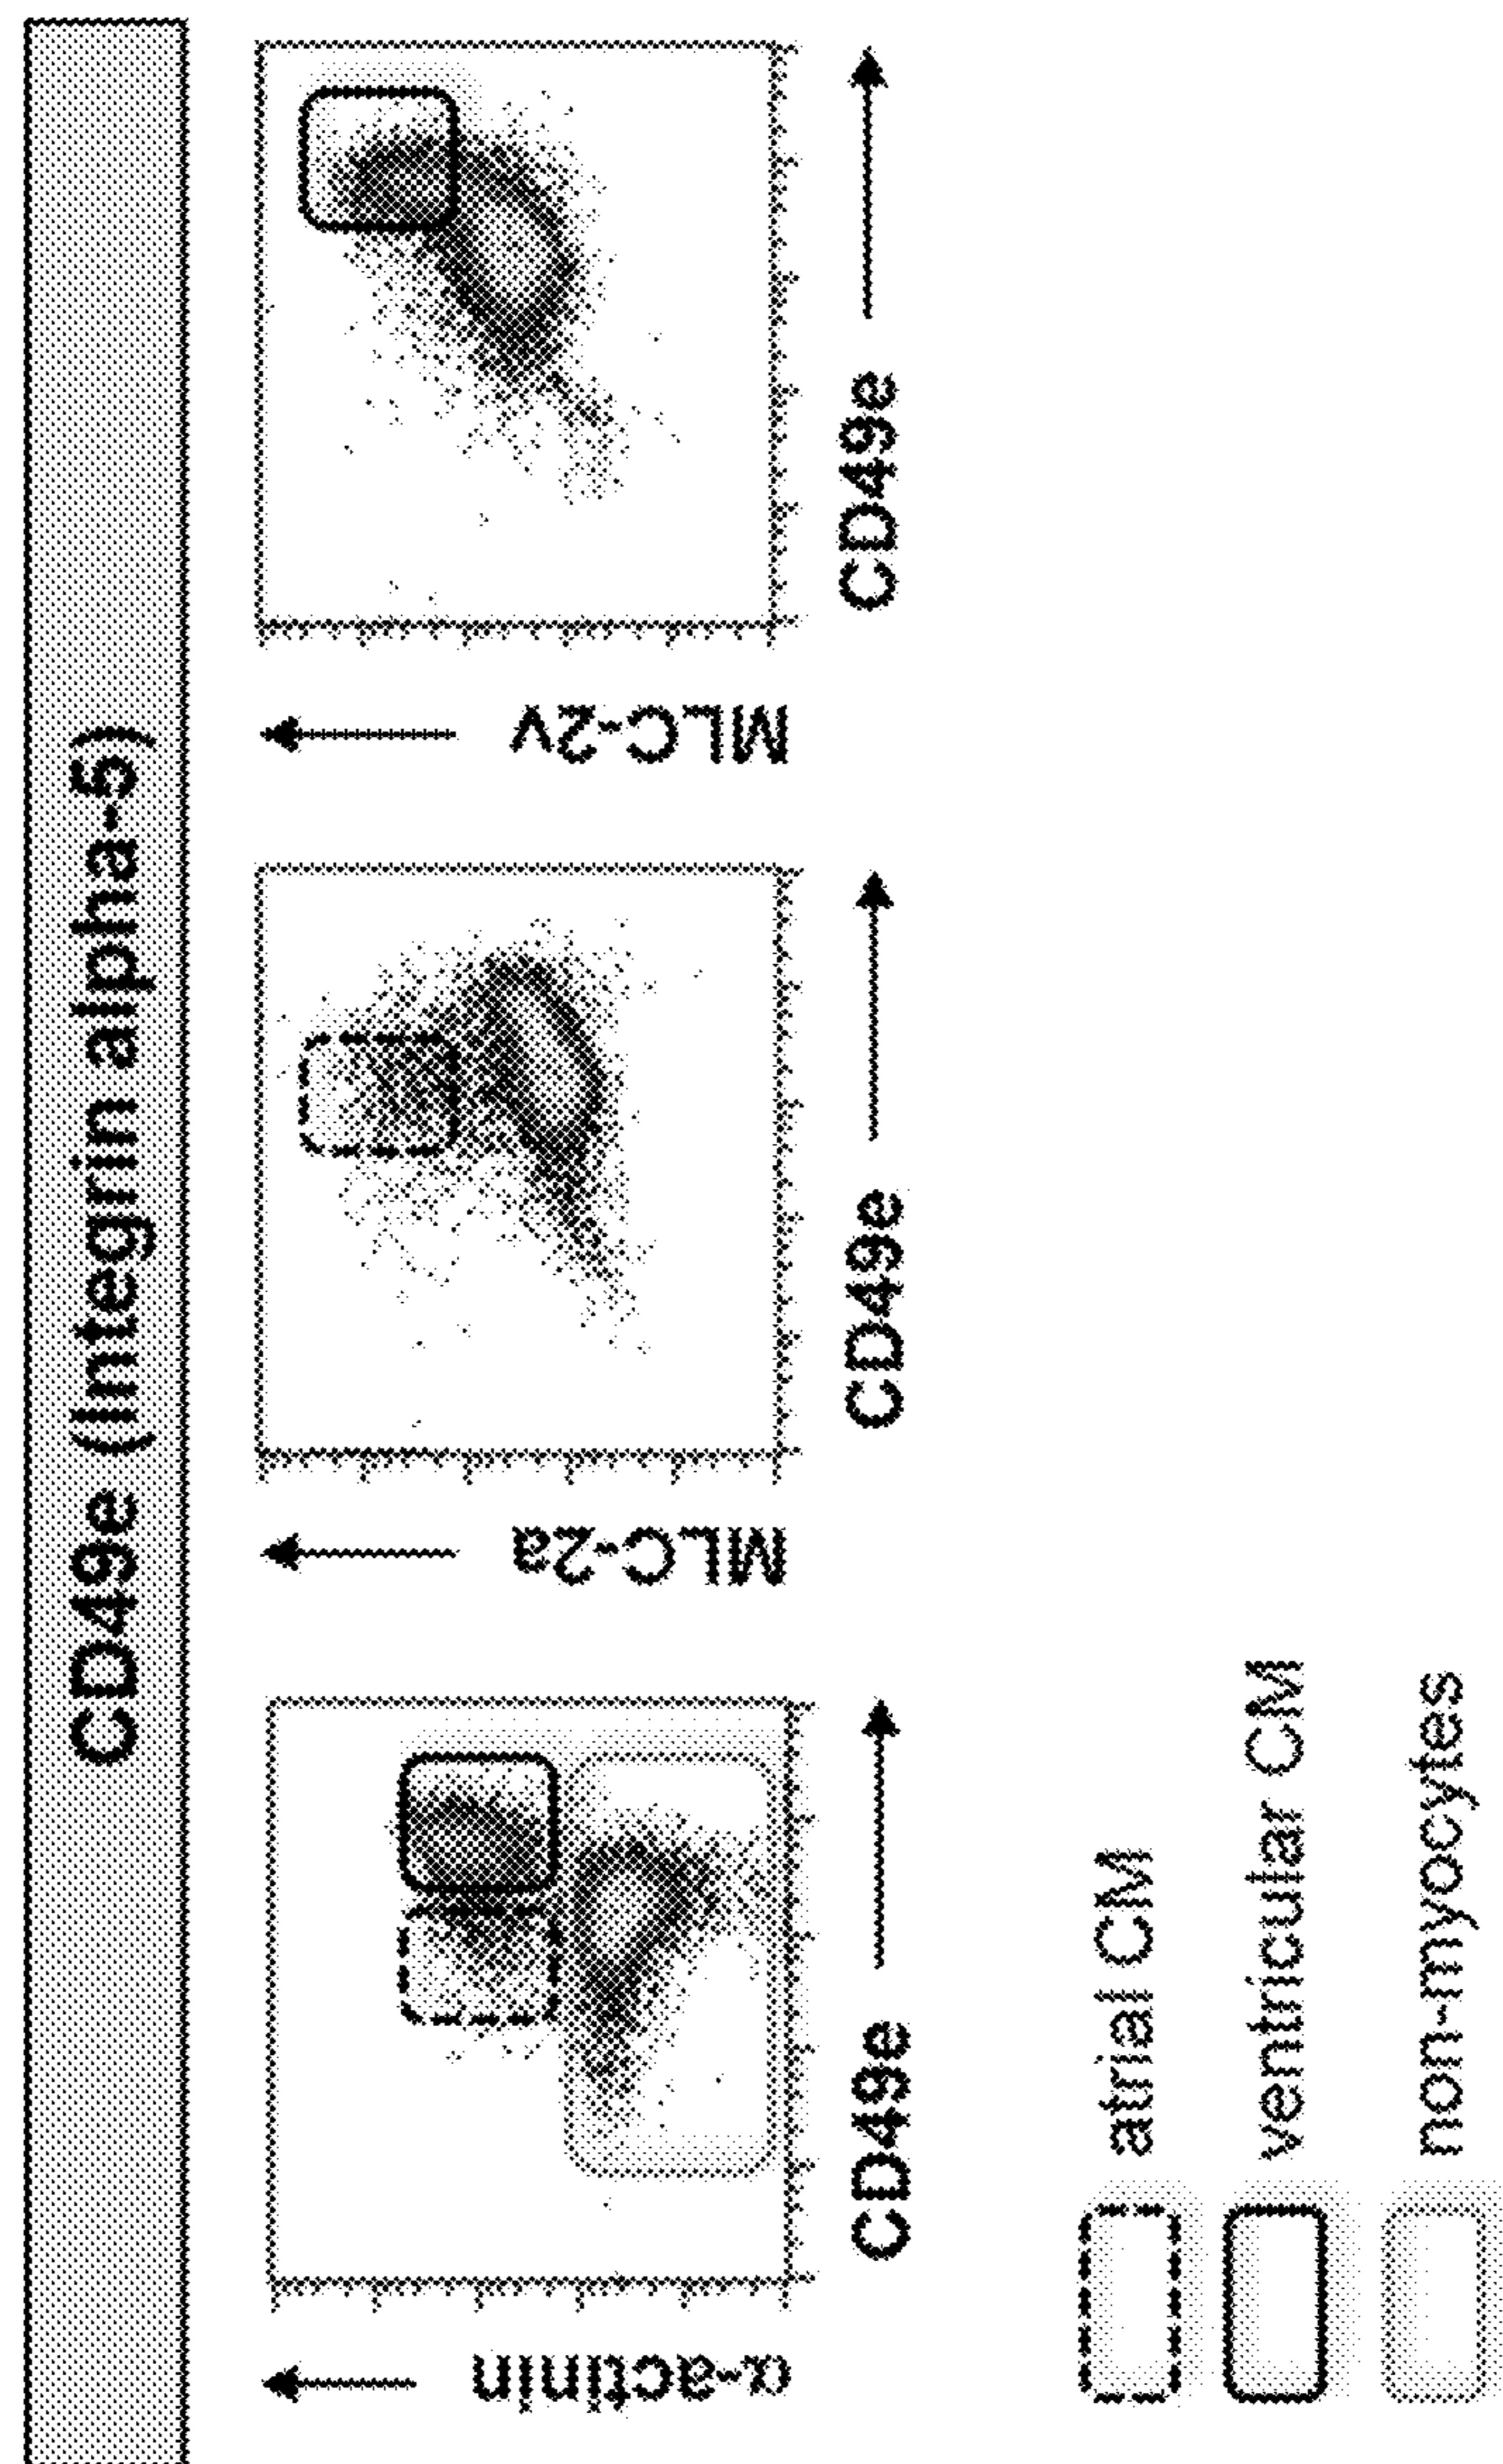 CD49e (Integrin alpha-5)
α-actinin
CD49e
MLC-2a
CD49e
MLC-2v
CD49e
atrial CM
ventricular CM
non-myocytes